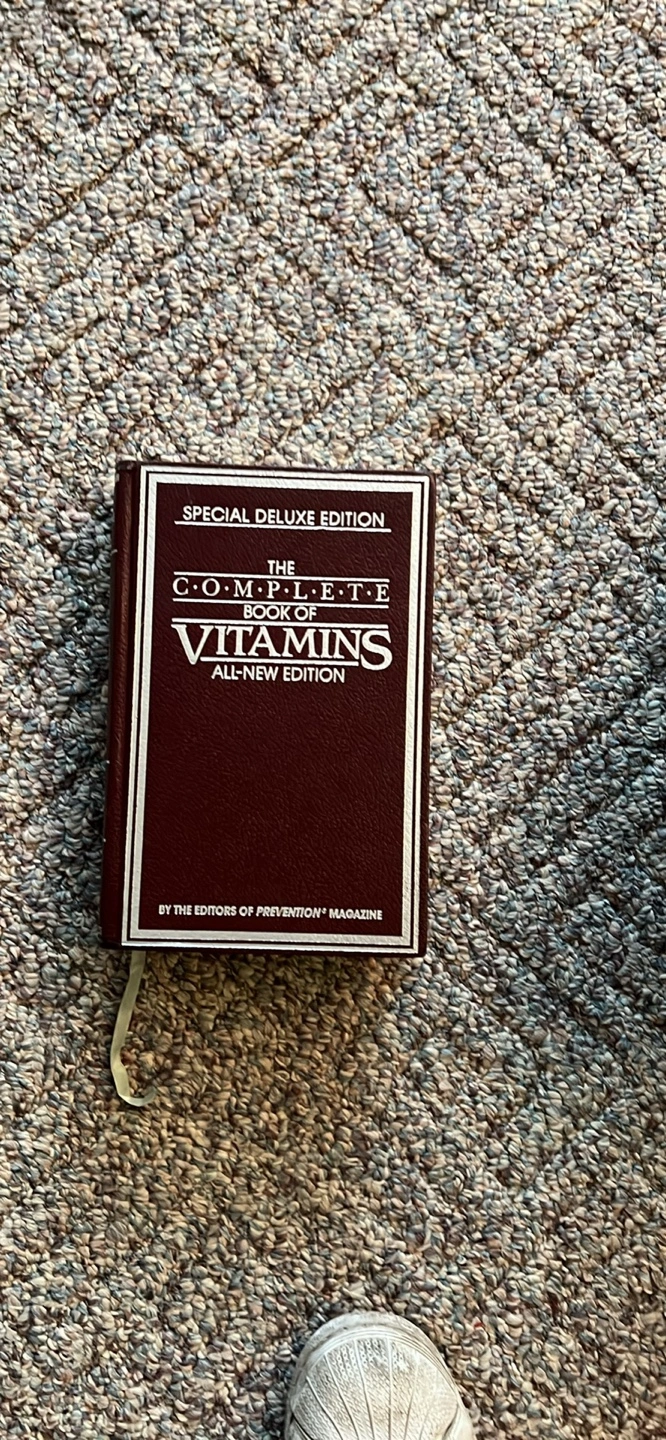 SPECIAL DELUXE EDITION
THE
C·O·M·P·L·E·T·E
BOOK OF
VITAMINS
ALL-NEW EDITION
BY THE EDITORS OF PREVENTION® MAGAZINE